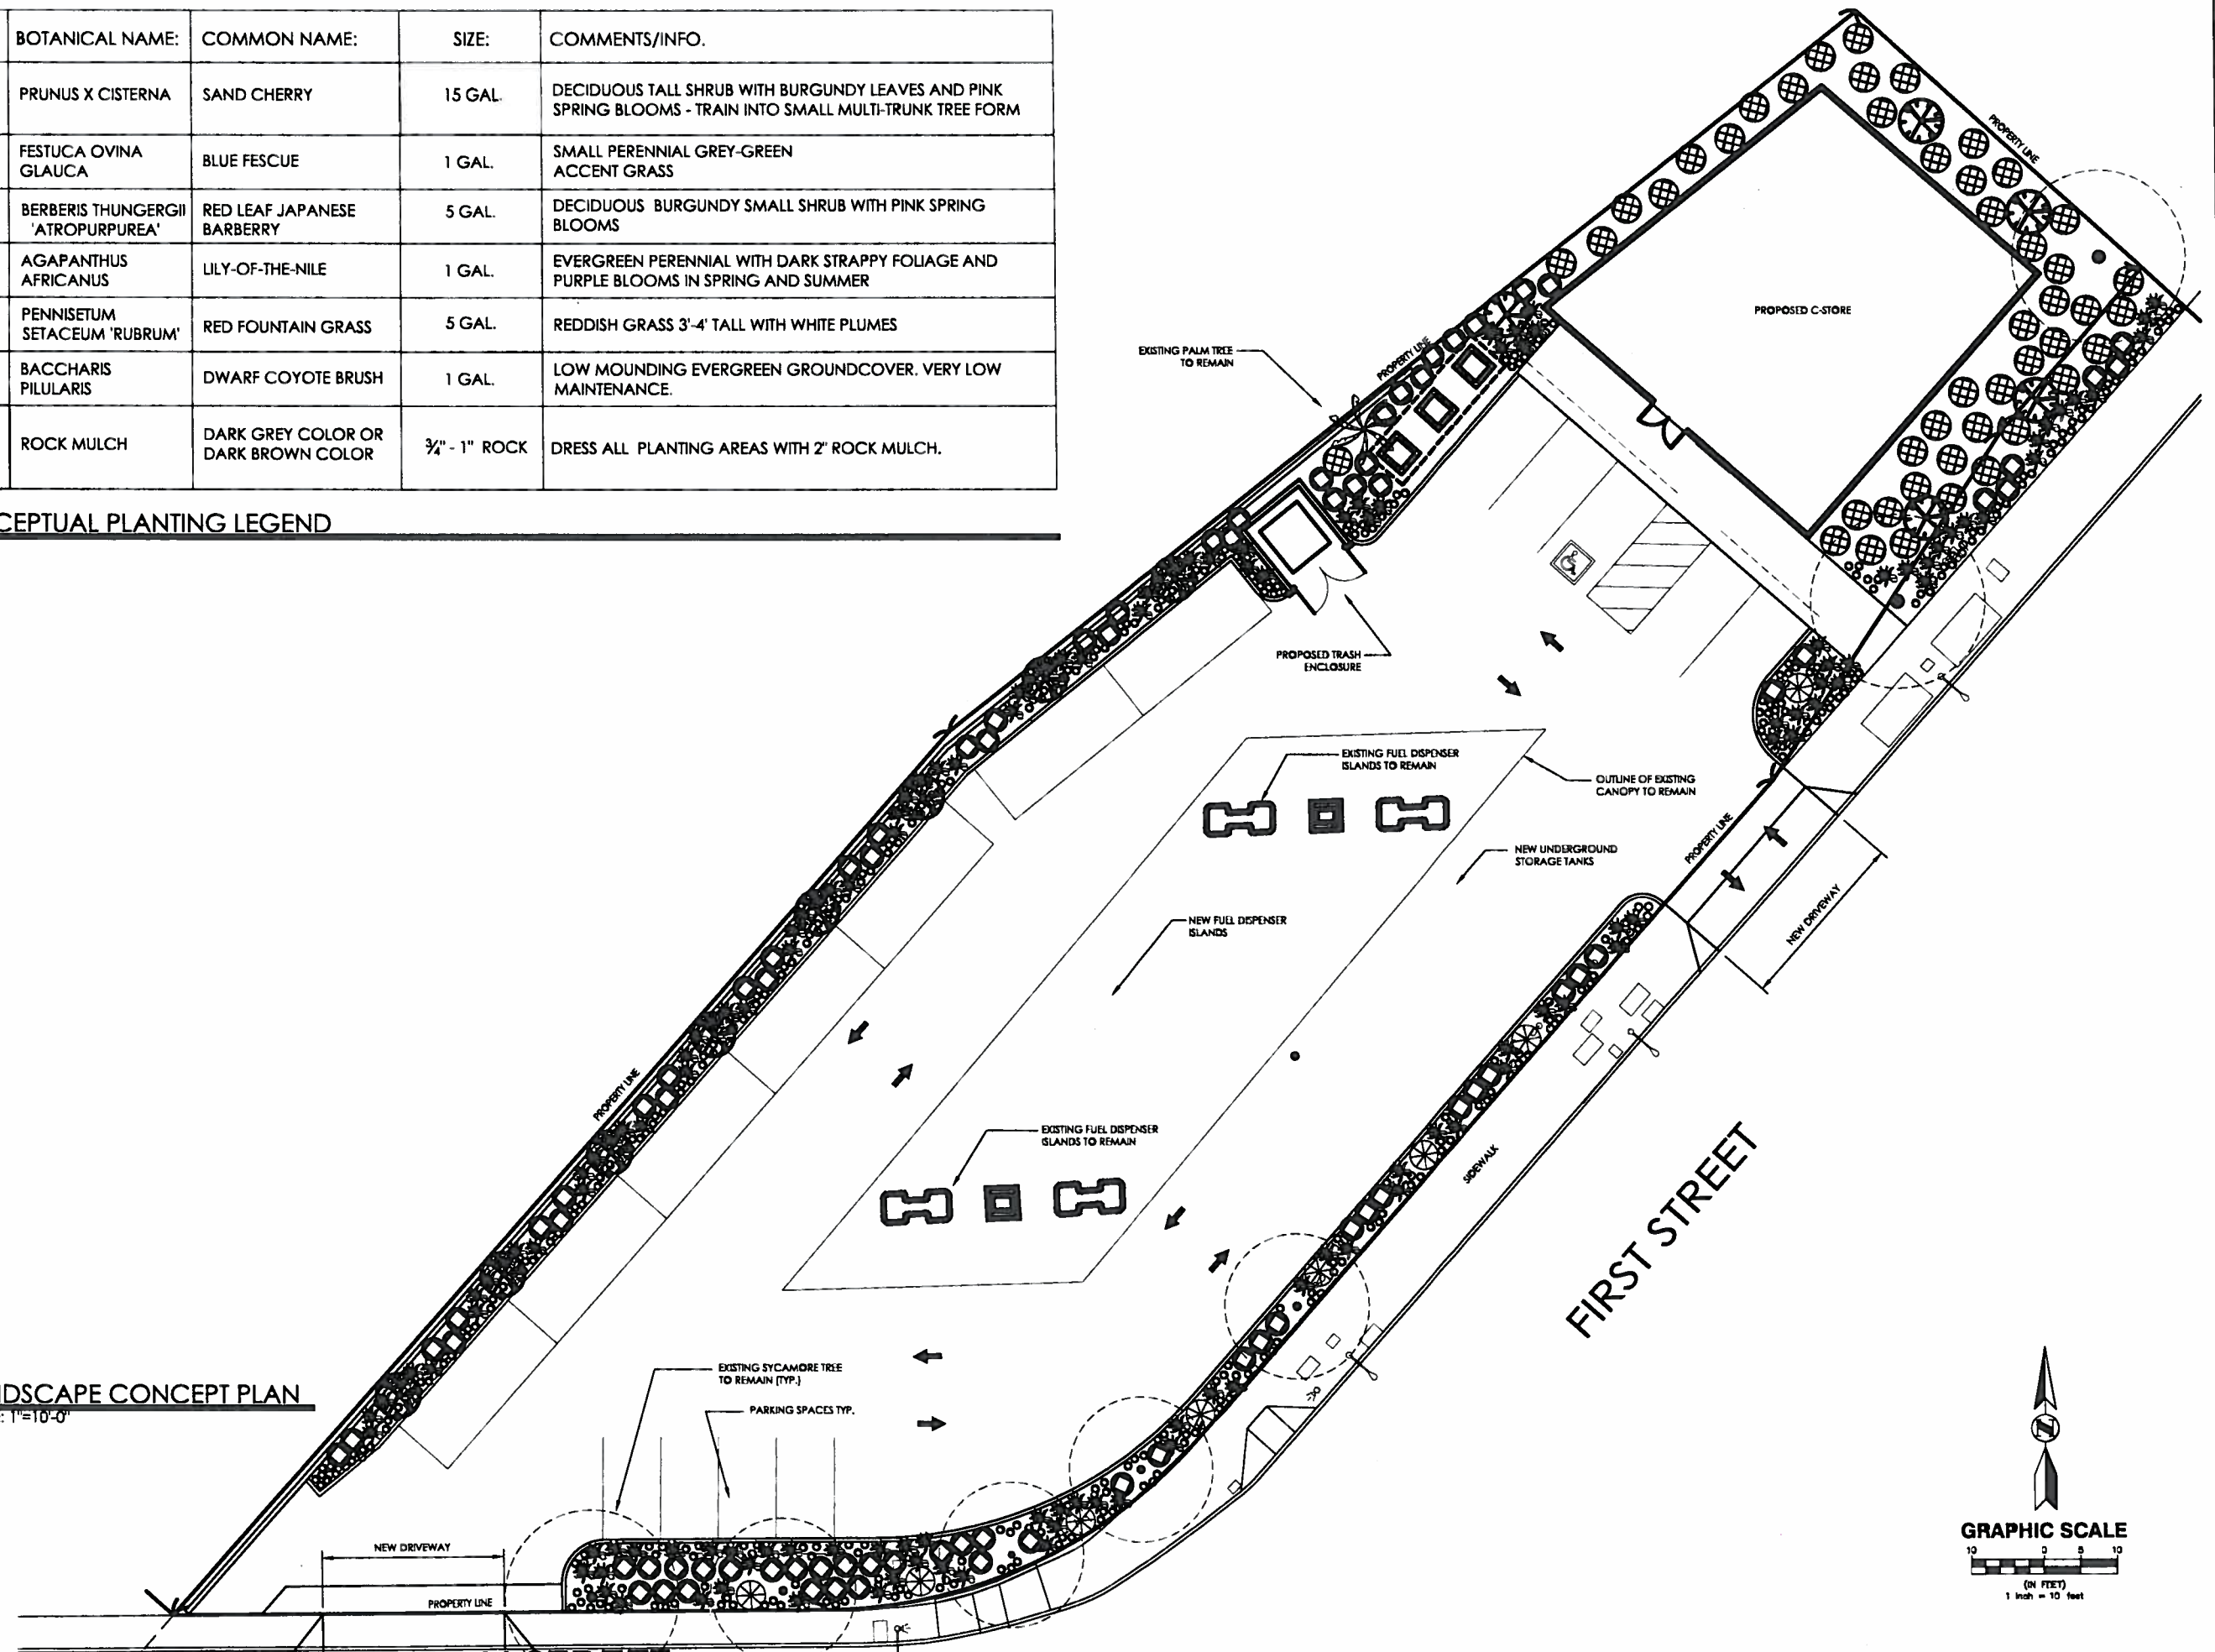 BOTANICAL NAME: COMMON NAME: SIZE: COMMENTS/INFO.
PRUNUS X CISTERNA SAND CHERRY 15 GAL. DECIDUOUS TALL SHRUB WITH BURGUNDY LEAVES AND PINK
SPRING BLOOMS - TRAIN INTO SMALL MULTI-TRUNK TREE FORM
FESTUCA OVINA
GLAUCA
BLUE FESCUE
1 GAL.
SMALL PERENNIAL GREY-GREEN
ACCENT GRASS
BERBERIS THUNGERGII
'ATROPURPUREA'
RED LEAF JAPANESE
BARBERRY
5 GAL.
DECIDUOUS BURGUNDY SMALL SHRUB WITH PINK SPRING
BLOOMS
AGAPANTHUS
AFRICANUS
LILY-OF-THE-NILE
1 GAL.
EVERGREEN PERENNIAL WITH DARK STRAPPY FOLIAGE AND
PURPLE BLOOMS IN SPRING AND SUMMER
PENNISETUM
SETACEUM 'RUBRUM'
RED FOUNTAIN GRASS
5 GAL.
REDDISH GRASS 3'-4' TALL WITH WHITE PLUMES
BACCHARIS
PILULARIS
DWARF COYOTE BRUSH
1 GAL.
LOW MOUNDING EVERGREEN GROUNDCOVER. VERY LOW
MAINTENANCE.
ROCK MULCH
DARK GREY COLOR OR
DARK BROWN COLOR
¾" - 1" ROCK
DRESS ALL PLANTING AREAS WITH 2" ROCK MULCH.
CEPTUAL PLANTING LEGEND
PROPERTY LINE
PROPOSED C-STORE
EXISTING PALM TREE
TO REMAIN
PROPERTY LINE
PROPOSED TRASH
ENCLOSURE
EXISTING FUEL DISPENSER
ISLANDS TO REMAIN
OUTLINE OF EXISTING
CANOPY TO REMAIN
NEW UNDERGROUND
STORAGE TANKS
PROPERTY LINE
NEW DRIVEWAY
NEW FUEL DISPENSER
ISLANDS
PROPERTY LINE
EXISTING FUEL DISPENSER
ISLANDS TO REMAIN
SIDEWALK
FIRST STREET
EXISTING SYCAMORE TREE
TO REMAIN (TYP.)
PARKING SPACES TYP.
NDSCAPE CONCEPT PLAN
: 1"=10'-0"
NEW DRIVEWAY
PROPERTY LINE
N
GRAPHIC SCALE
10 0 5 10
(IN FEET)
1 inch = 10 feet